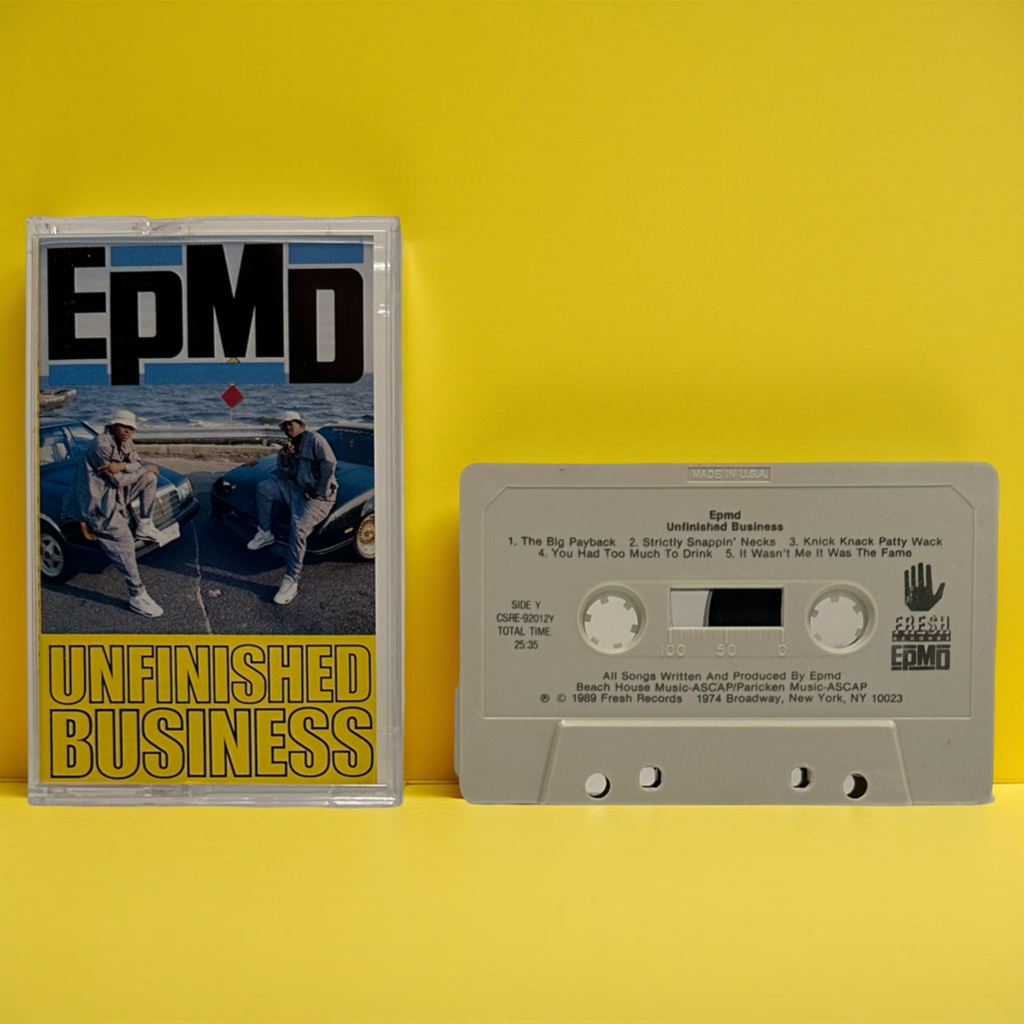 EpMD
UNFINISHED
BUSINESS
MADE IN U.S.A.
Epmd
Unfinished Business
1. The Big Payback 2. Strictly Snappin' Necks 3. Knick Knack Patty Wack
4. You Had Too Much To Drink 5. It Wasn't Me It Was The Fame
SIDE Y
CSRE-92012Y
TOTAL TIME:
25:35
100 50 0
FRESH
RECORDS
EPMD
All Songs Written And Produced By Epmd
Beach House Music-ASCAP/Paricken Music-ASCAP
℗ © 1989 Fresh Records 1974 Broadway, New York, NY 10023